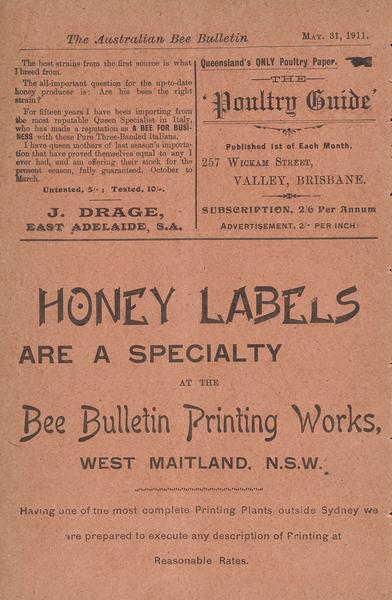 The Australian Bee Bulletin May. 31, 1911.
The best strains from the first source is what
I breed from.
The all-important question for the up-to-date
honey producer is: Are his bees the right
strain?
For fifteen years I have been importing from
the most reputable Queen Specialist in Italy,
who has made a reputation as A BEE FOR BUSI-
NESS with these Pure Three-Banded Italians.
I have queen mothers of last season's importa-
tion that have proved themselves equal to any I
ever had, and am offering their stock for the
present season, fully guaranteed, October to
March.
Untested, 5/- ; Tested, 10/-.
J. DRAGE,
EAST ADELAIDE, S.A.
Queensland's ONLY Poultry Paper.
THE
'Poultry Guide'
Published 1st of Each Month.
257 Wickam Street,
Valley, Brisbane.
SUBSCRIPTION, 2/6 Per Annum
Advertisement, 2/- PER INCH
HONEY LABELS
ARE A SPECIALTY
AT THE
Bee Bulletin Printing Works,
WEST MAITLAND, N.S.W.
Having one of the most complete Printing Plants outside Sydney we
are prepared to execute any description of Printing at
Reasonable Rates.